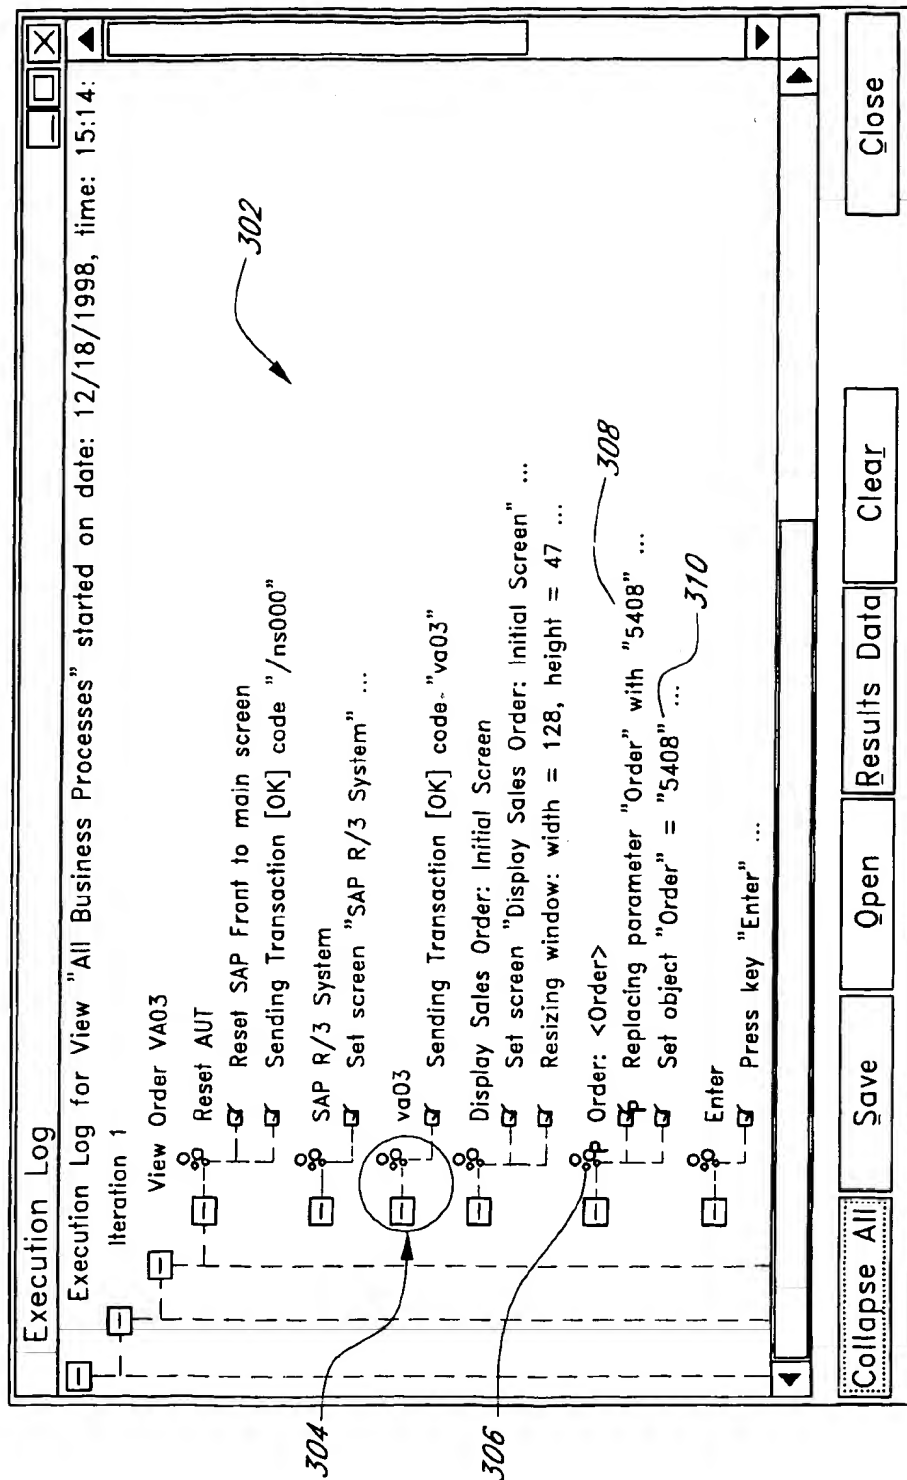 Execution Log
Execution Log for View "All Business Processes" started on date: 12/18/1998, time: 15:14:
Iteration 1
View Order VA03
Reset AUT
Reset SAP Front to main screen
Sending Transaction [OK] code "/ns000"
SAP R/3 System
Set screen "SAP R/3 System" ...
va03
Sending Transaction [OK] code "va03"
Display Sales Order: Initial Screen
Set screen "Display Sales Order: Initial Screen" ...
Resizing window: width = 128, height = 47 ...
Order: <Order>
Replacing parameter "Order" with "5408" ...
Set object "Order" = "5408" ...
Enter
Press key "Enter" ...
302
304
306
308
310
Collapse All
Save
Open
Results Data
Clear
Close